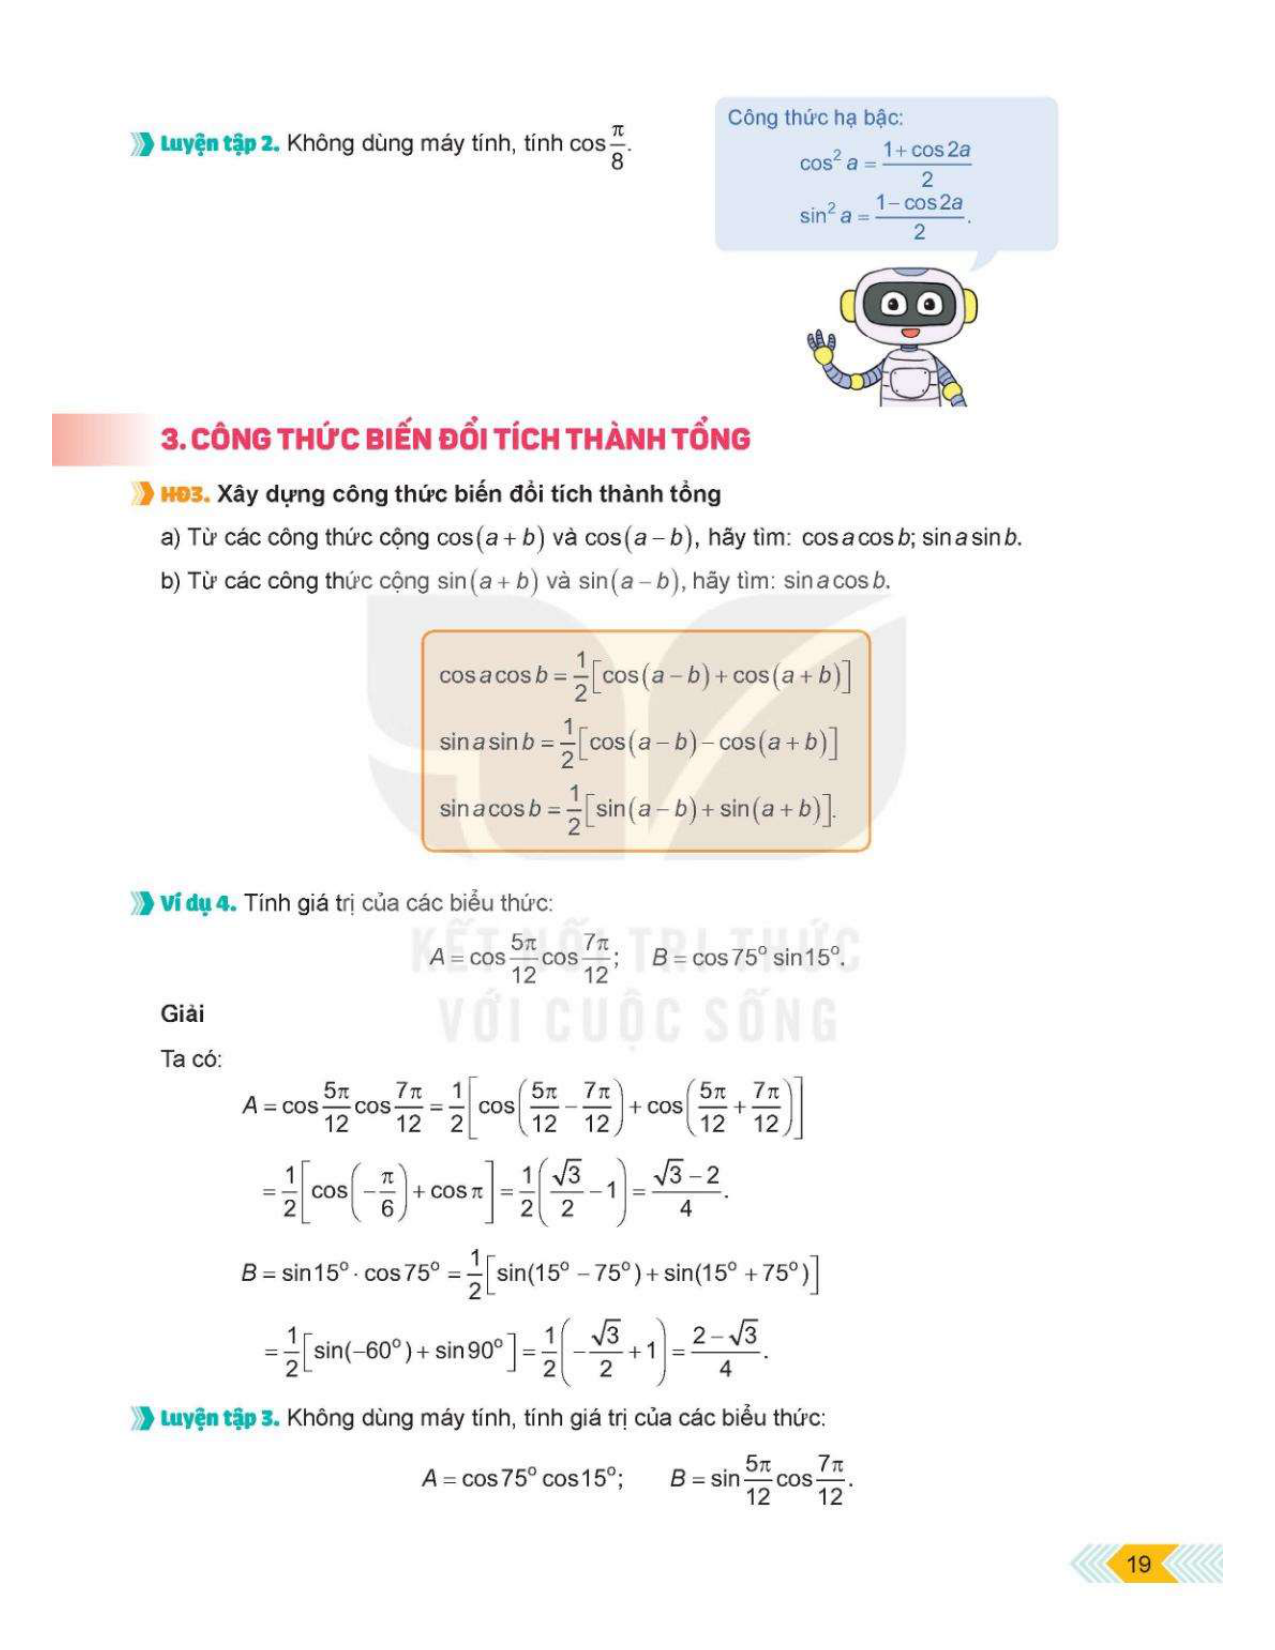 Luyện tập 2. Không dùng máy tính, tính cos π/8.
Công thức hạ bậc:
cos² a = (1 + cos 2a)/2
sin² a = (1 − cos 2a)/2.
3. CÔNG THỨC BIẾN ĐỔI TÍCH THÀNH TỔNG
HĐ3. Xây dựng công thức biến đổi tích thành tổng
a) Từ các công thức cộng cos(a + b) và cos(a − b), hãy tìm: cos a cos b; sin a sin b.
b) Từ các công thức cộng sin(a + b) và sin(a − b), hãy tìm: sin a cos b.
cos a cos b = 1/2 [cos(a − b) + cos(a + b)]
sin a sin b = 1/2 [cos(a − b) − cos(a + b)]
sin a cos b = 1/2 [sin(a − b) + sin(a + b)].
Ví dụ 4. Tính giá trị của các biểu thức:
KẾT NỐI TRI THỨC
A = cos 5π/12 cos 7π/12; B = cos 75° sin 15°.
VỚI CUỘC SỐNG
Giải
Ta có:
A = cos 5π/12 cos 7π/12 = 1/2 [cos(5π/12 − 7π/12) + cos(5π/12 + 7π/12)]
= 1/2 [cos(−π/6) + cos π] = 1/2 (√3/2 − 1) = (√3 − 2)/4.
B = sin 15° · cos 75° = 1/2 [sin(15° − 75°) + sin(15° + 75°)]
= 1/2 [sin(−60°) + sin 90°] = 1/2 (−√3/2 + 1) = (2 − √3)/4.
Luyện tập 3. Không dùng máy tính, tính giá trị của các biểu thức:
A = cos 75° cos 15°; B = sin 5π/12 cos 7π/12.
19